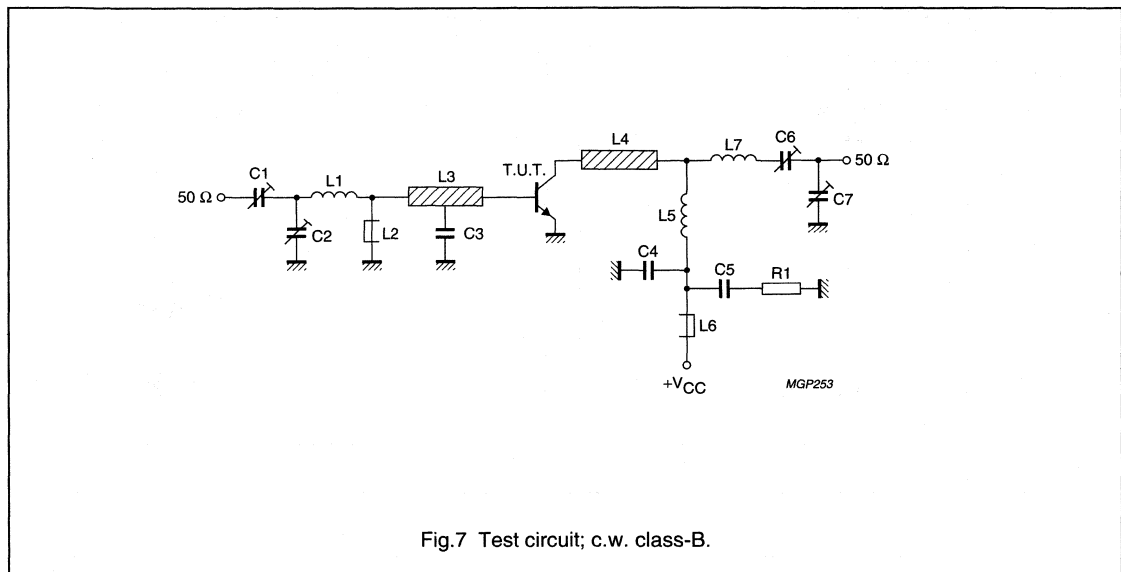 C1
L1
L3
T.U.T.
L4
L7
C6
50 Ω
50 Ω
C2
L2
C3
L5
C7
C4
C5
R1
L6
+VCC
MGP253
Fig.7 Test circuit; c.w. class-B.